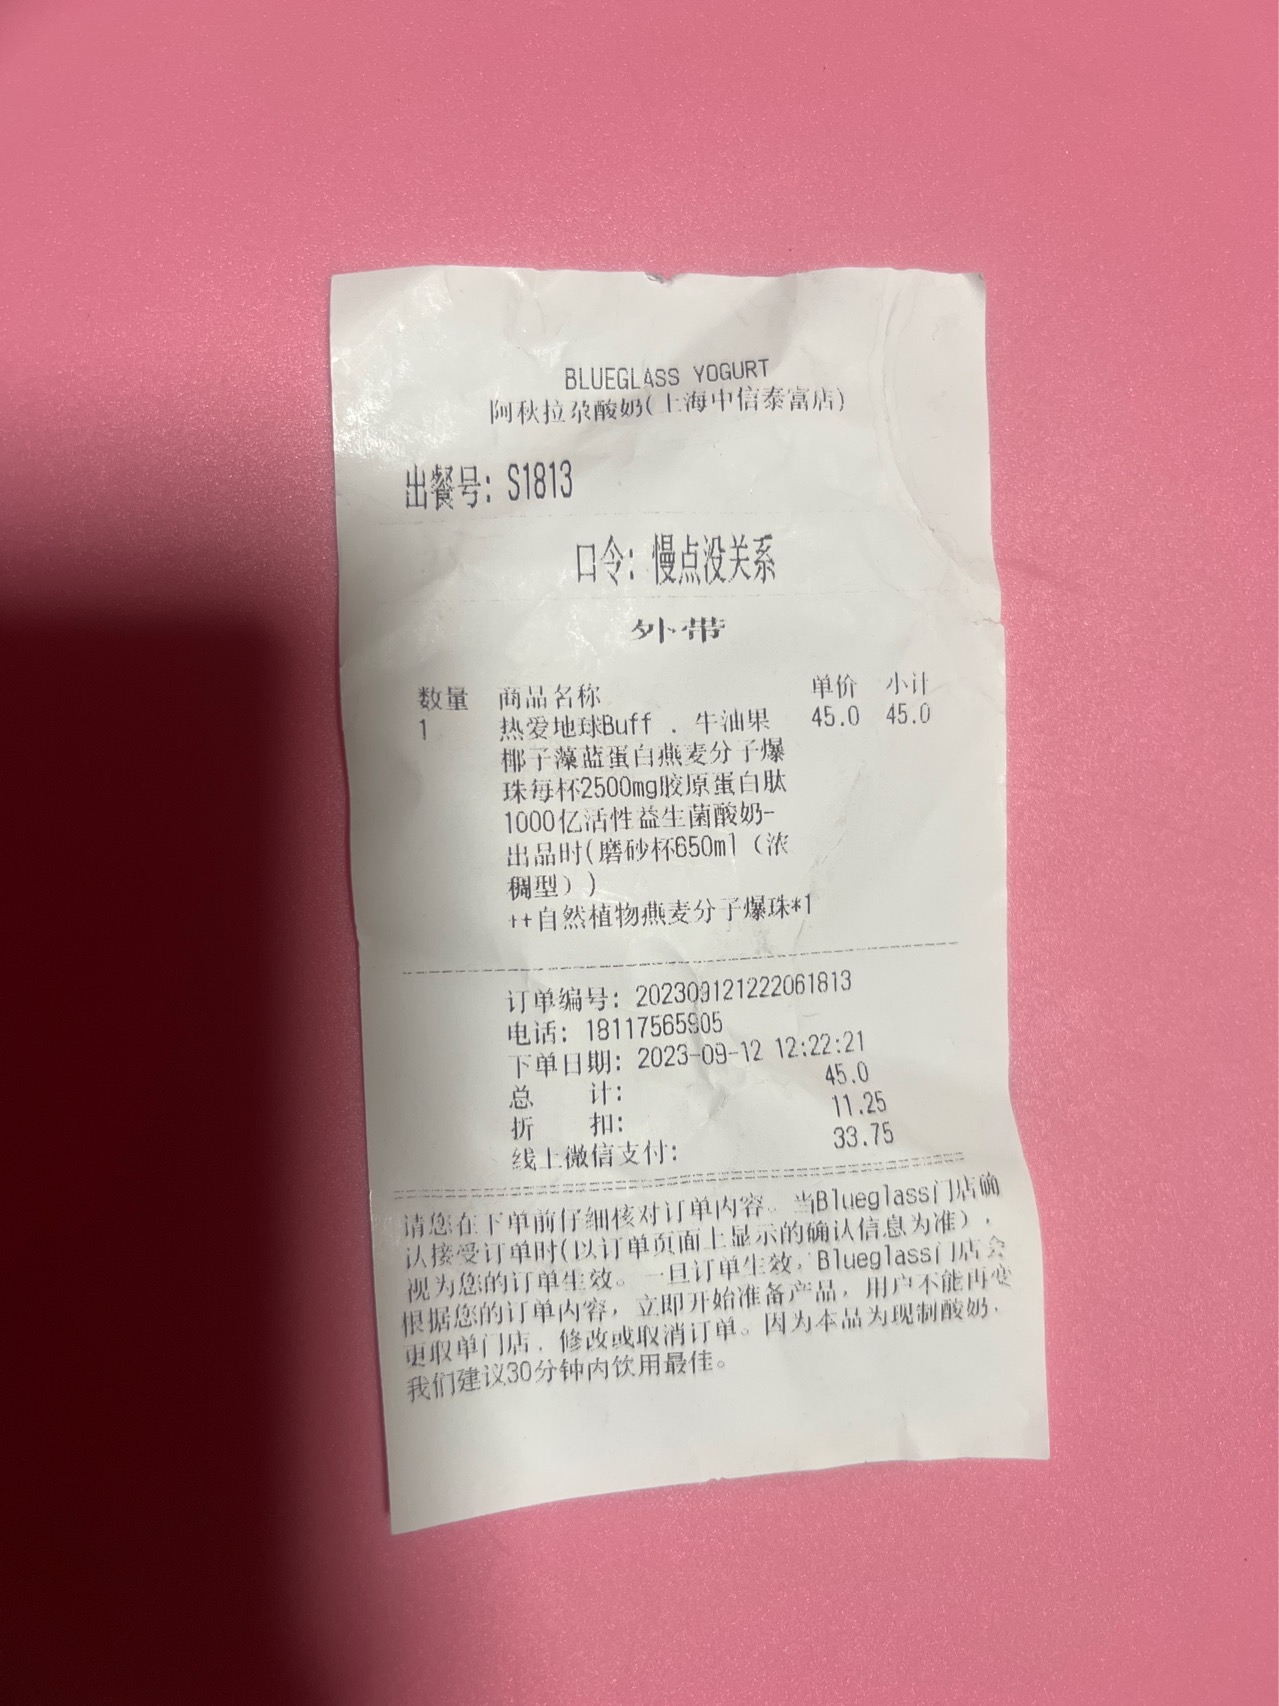 BLUEGLASS YOGURT
阿秋拉尕酸奶(上海中信泰富店)
出餐号: S1813
口令: 慢点没关系
外带
数量 商品名称 单价 小计
1 热爱地球Buff . 牛油果 45.0 45.0
椰子藻蓝蛋白燕麦分子爆
珠每杯2500mg胶原蛋白肽
1000亿活性益生菌酸奶-
出品时(磨砂杯650ml（浓
稠型）)
++自然植物燕麦分子爆珠*1
订单编号: 202309121222061813
电话: 18117565905
下单日期: 2023-09-12 12:22:21
总 计: 45.0
折 扣: 11.25
线上微信支付: 33.75
请您在下单前仔细核对订单内容。当Blueglass门店确
认接受订单时(以订单页面上显示的确认信息为准),
视为您的订单生效。一旦订单生效,Blueglass门店会
根据您的订单内容, 立即开始准备产品, 用户不能再变
更取单门店, 修改或取消订单。因为本品为现制酸奶,
我们建议30分钟内饮用最佳。